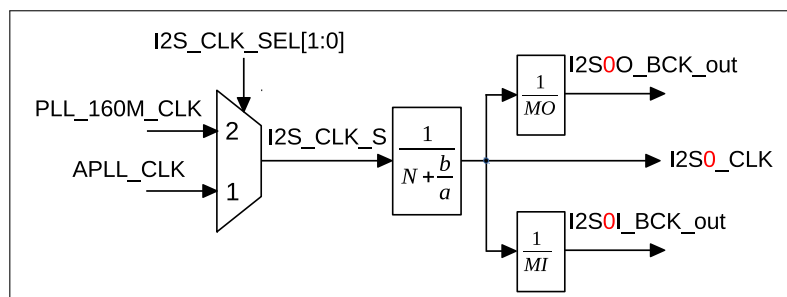 I2S_CLK_SEL[1:0]
PLL_160M_CLK
2
APLL_CLK
1
I2S_CLK_S
1
N + b
a
1
MO
I2S0O_BCK_out
I2S0_CLK
1
MI
I2S0I_BCK_out